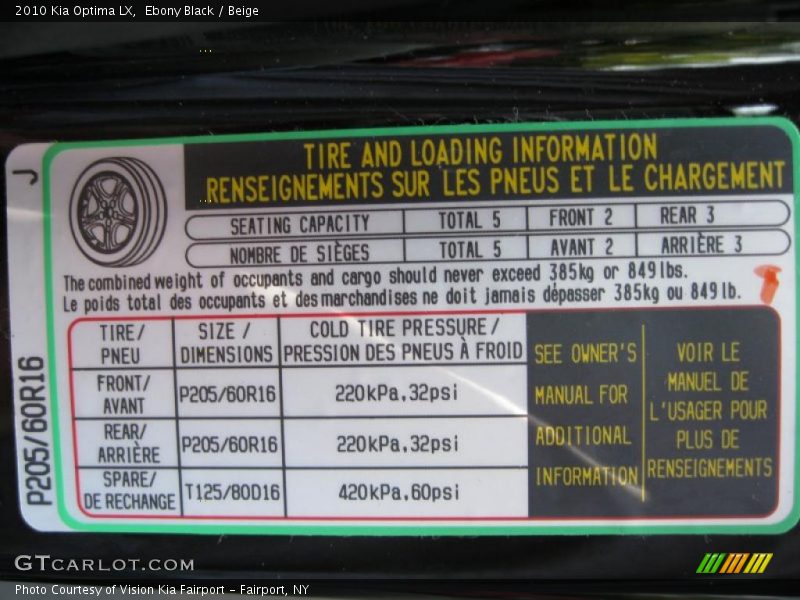 2010 Kia Optima LX,  Ebony Black / Beige
J
TIRE AND LOADING INFORMATION
RENSEIGNEMENTS SUR LES PNEUS ET LE CHARGEMENT
SEATING CAPACITY TOTAL 5 FRONT 2 REAR 3
NOMBRE DE SIÈGES TOTAL 5 AVANT 2 ARRIÈRE 3
The combined weight of occupants and cargo should never exceed 385kg or 849 lbs.
Le poids total des occupants et des marchandises ne doit jamais dépasser 385kg ou 849 lb.
TIRE/
PNEU
SIZE /
DIMENSIONS
COLD TIRE PRESSURE /
PRESSION DES PNEUS À FROID
FRONT/
AVANT
P205/60R16
220kPa,32psi
REAR/
ARRIÈRE
P205/60R16
220kPa,32psi
SPARE/
DE RECHANGE
T125/80D16
420kPa,60psi
SEE OWNER'S
MANUAL FOR
ADDITIONAL
INFORMATION
VOIR LE
MANUEL DE
L'USAGER POUR
PLUS DE
RENSEIGNEMENTS
P205/60R16
GTCARLOT.COM
Photo Courtesy of Vision Kia Fairport – Fairport, NY